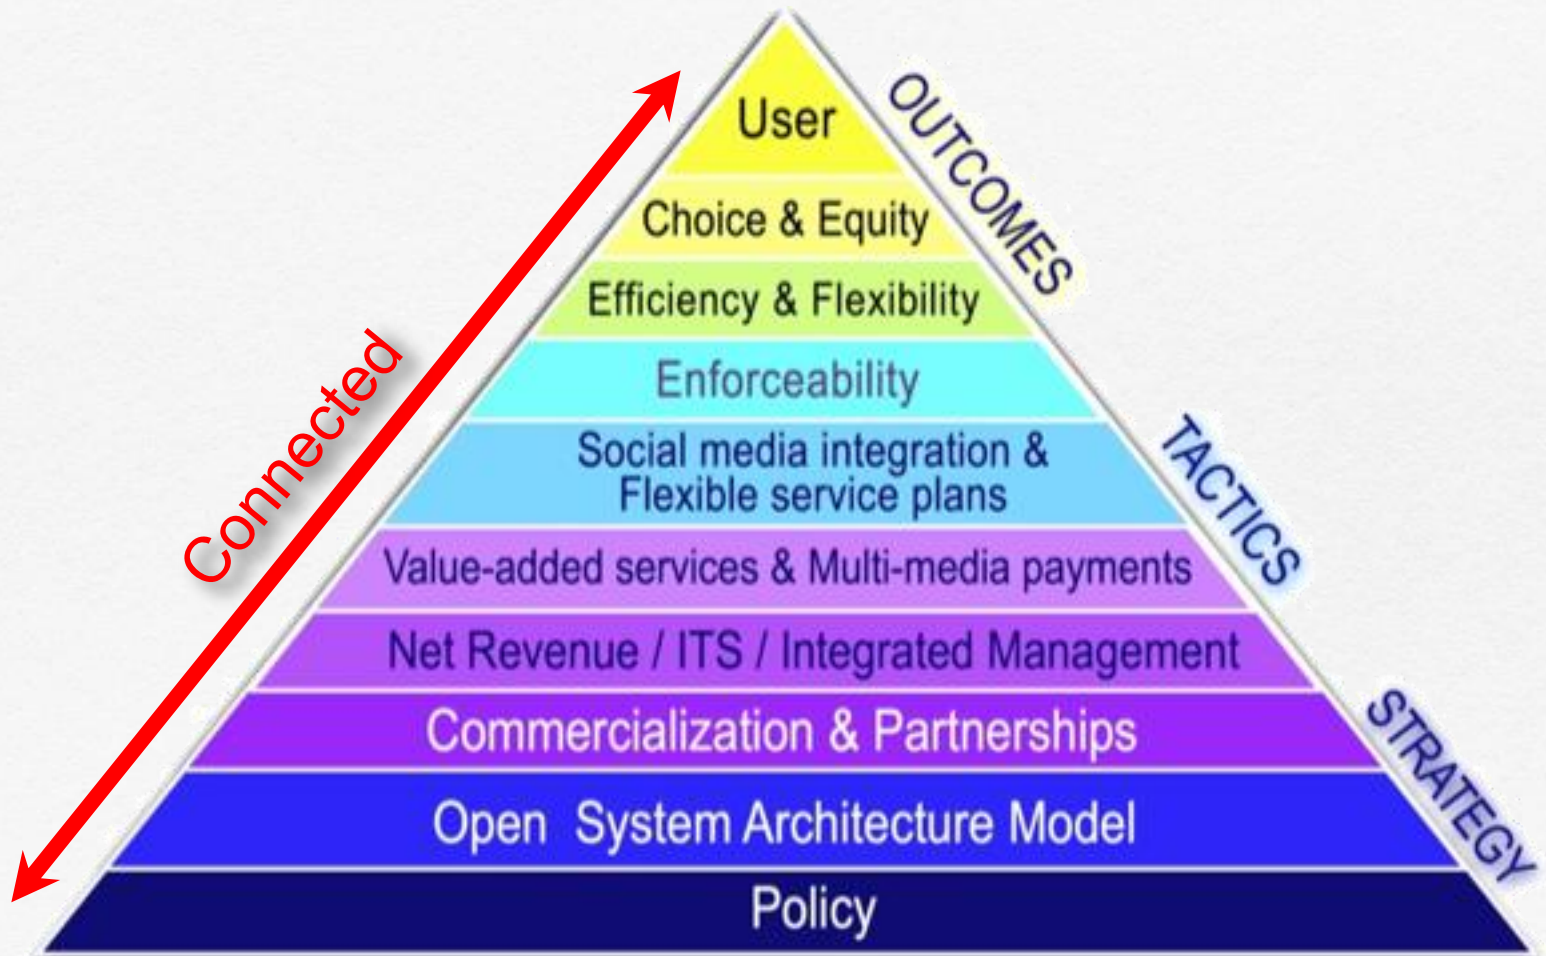 User
OUTCOMES
Choice & Equity
Efficiency & Flexibility
Connected
Enforceability
Social media integration &
Flexible service plans
TACTICS
Value-added services & Multi-media payments
Net Revenue / ITS / Integrated Management
Commercialization & Partnerships
STRATEGY
Open System Architecture Model
Policy